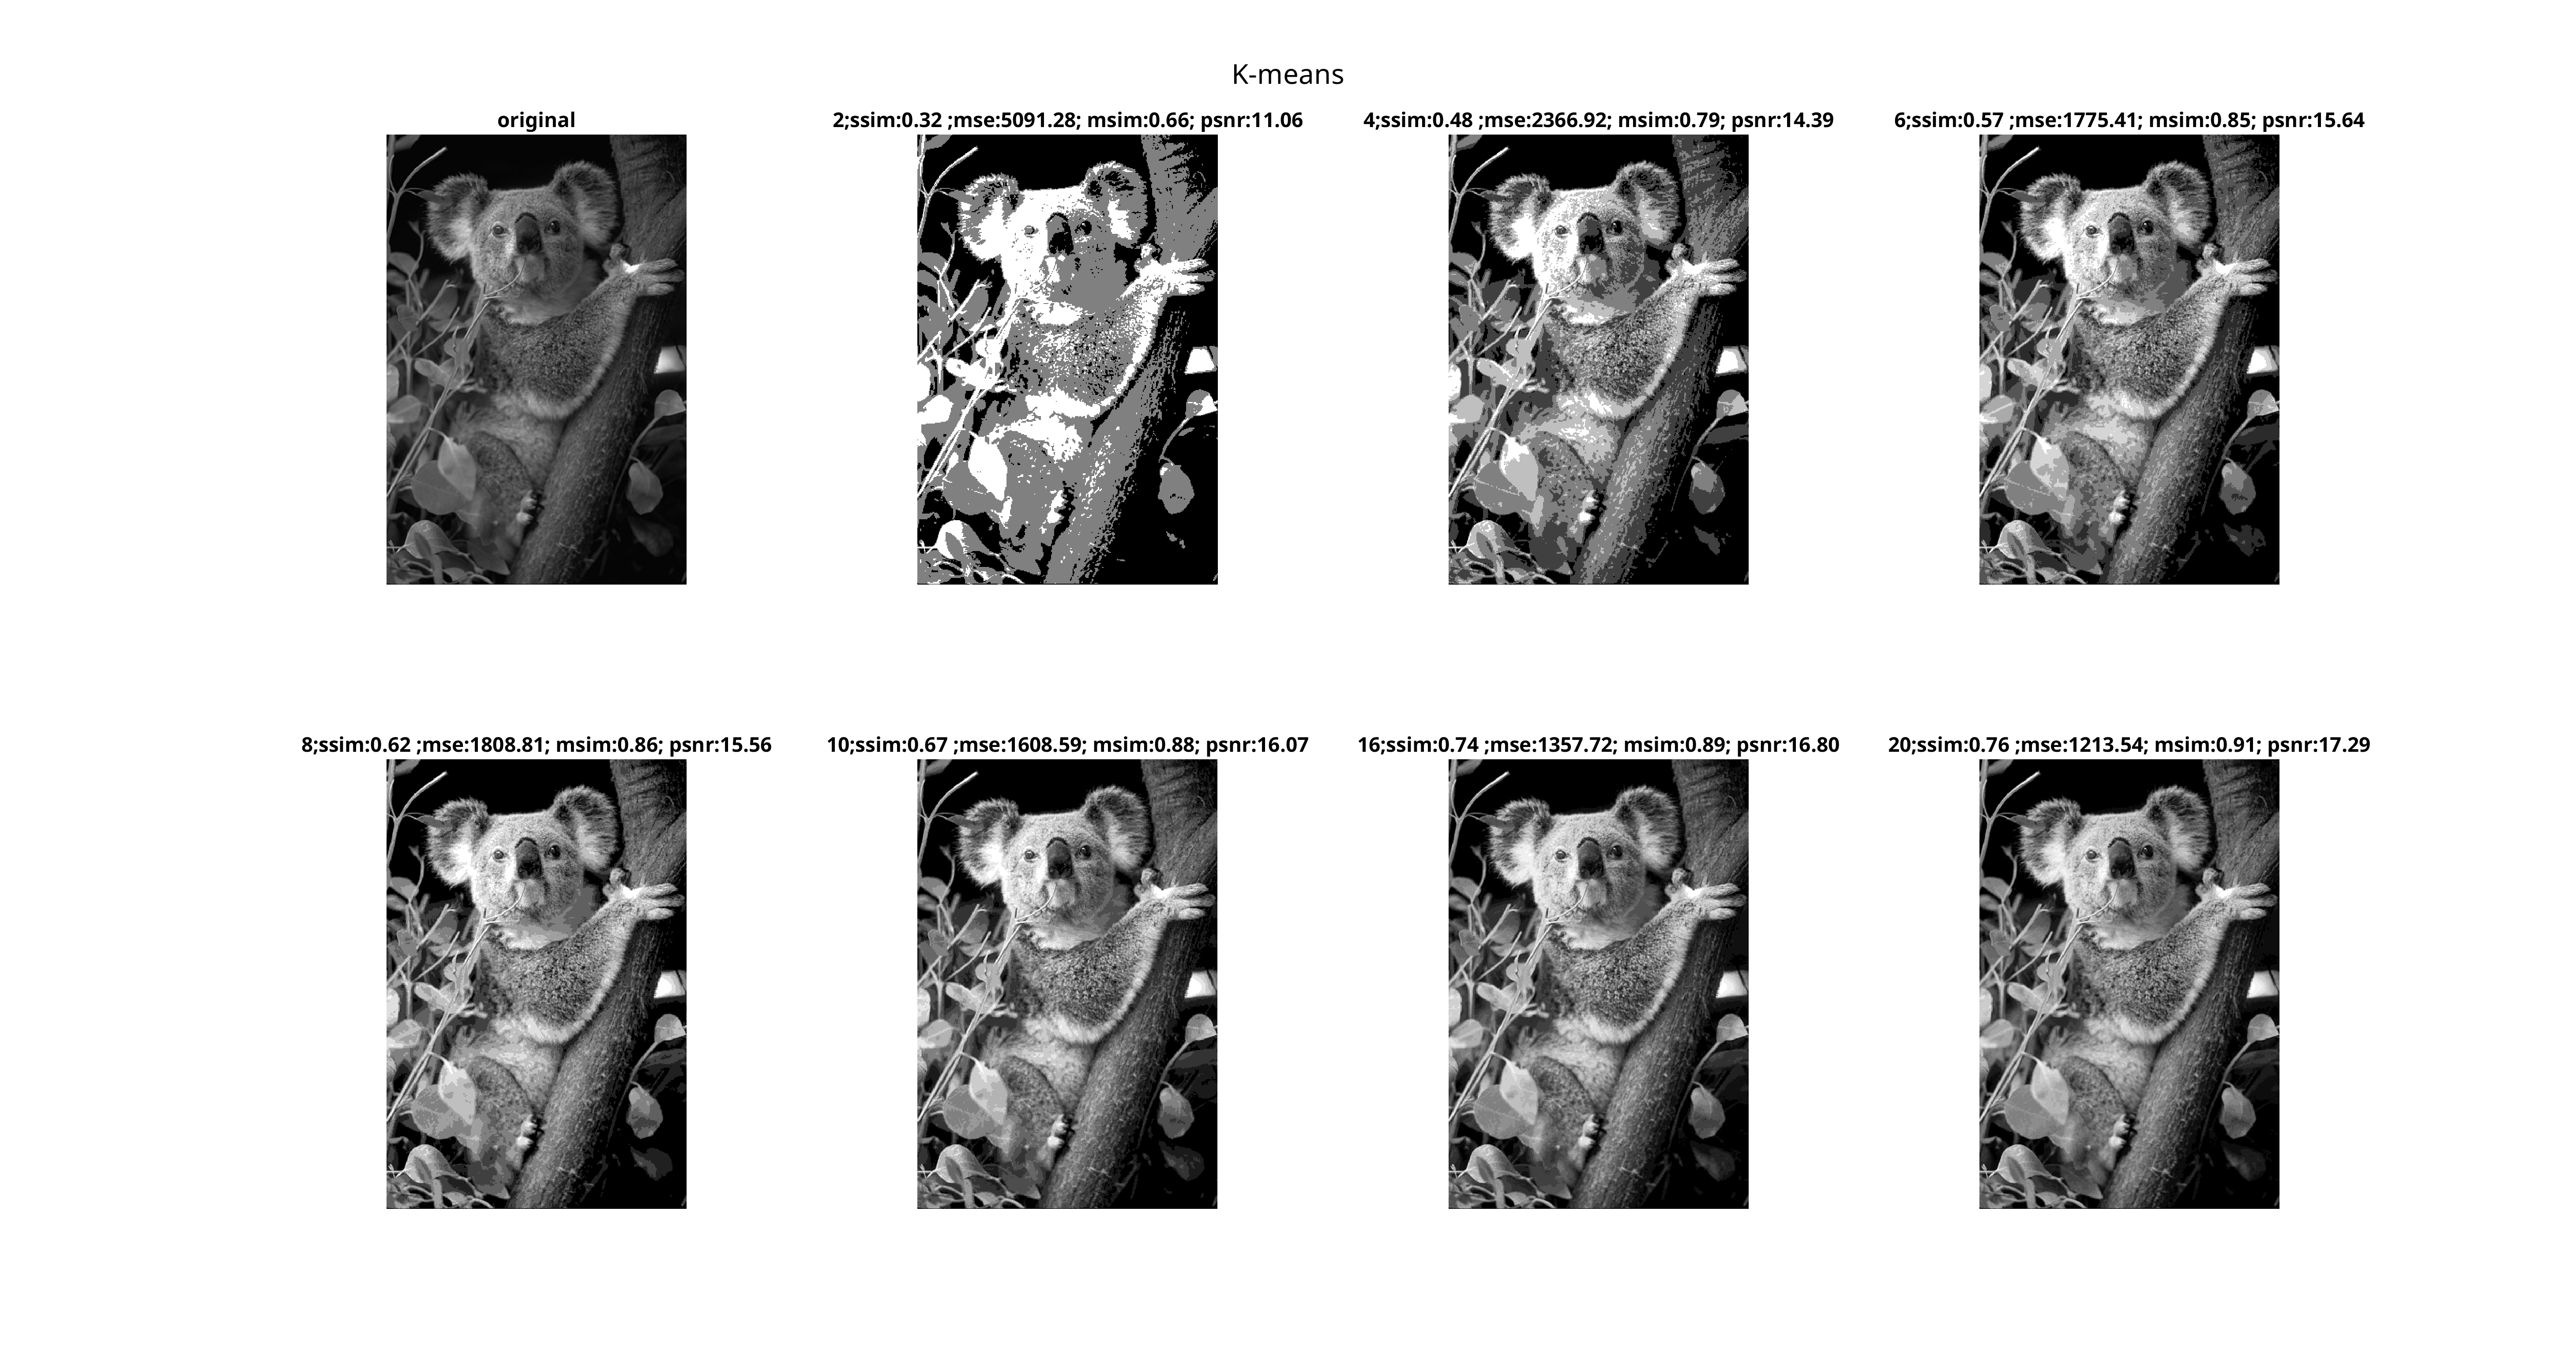 K-means
original
2;ssim:0.32 ;mse:5091.28; msim:0.66; psnr:11.06
4;ssim:0.48 ;mse:2366.92; msim:0.79; psnr:14.39
6;ssim:0.57 ;mse:1775.41; msim:0.85; psnr:15.64
8;ssim:0.62 ;mse:1808.81; msim:0.86; psnr:15.56
10;ssim:0.67 ;mse:1608.59; msim:0.88; psnr:16.07
16;ssim:0.74 ;mse:1357.72; msim:0.89; psnr:16.80
20;ssim:0.76 ;mse:1213.54; msim:0.91; psnr:17.29